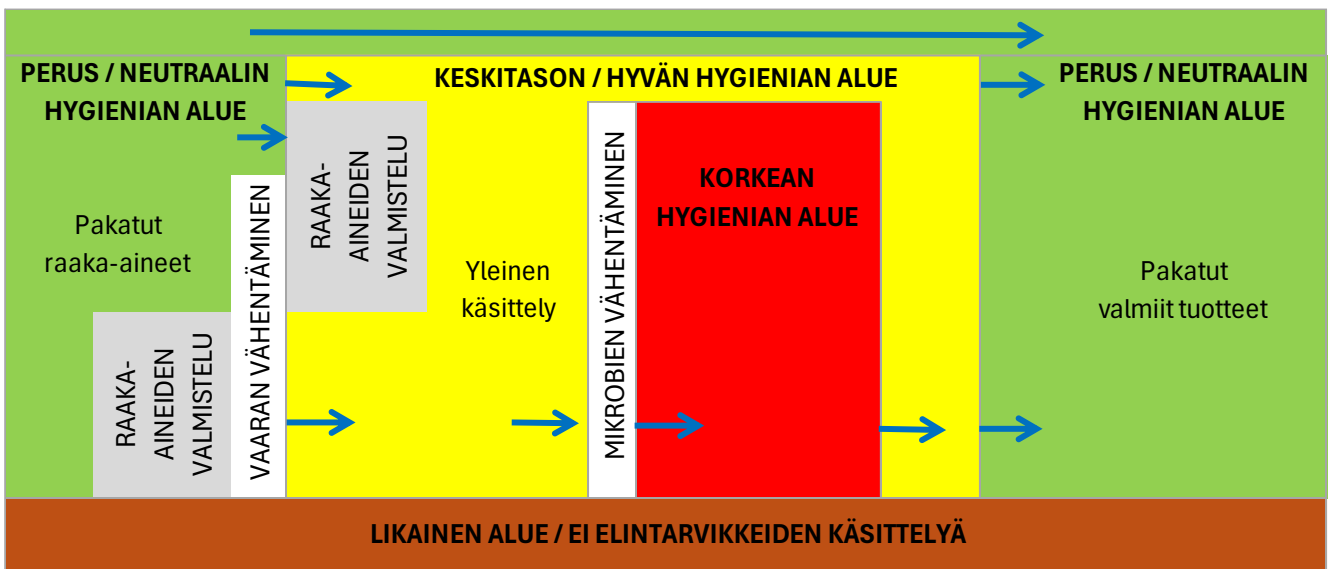 PERUS / NEUTRAALIN
HYGIENIAN ALUE
KESKITASON / HYVÄN HYGIENIAN ALUE
PERUS / NEUTRAALIN
HYGIENIAN ALUE
Pakatut
raaka-aineet
RAAKA-
AINEIDEN
VALMISTELU
VAARAN VÄHENTÄMINEN
RAAKA-
AINEIDEN
VALMISTELU
Yleinen
käsittely
MIKROBIEN VÄHENTÄMINEN
KORKEAN
HYGIENIAN ALUE
Pakatut
valmiit tuotteet
LIKAINEN ALUE / EI ELINTARVIKKEIDEN KÄSITTELYÄ